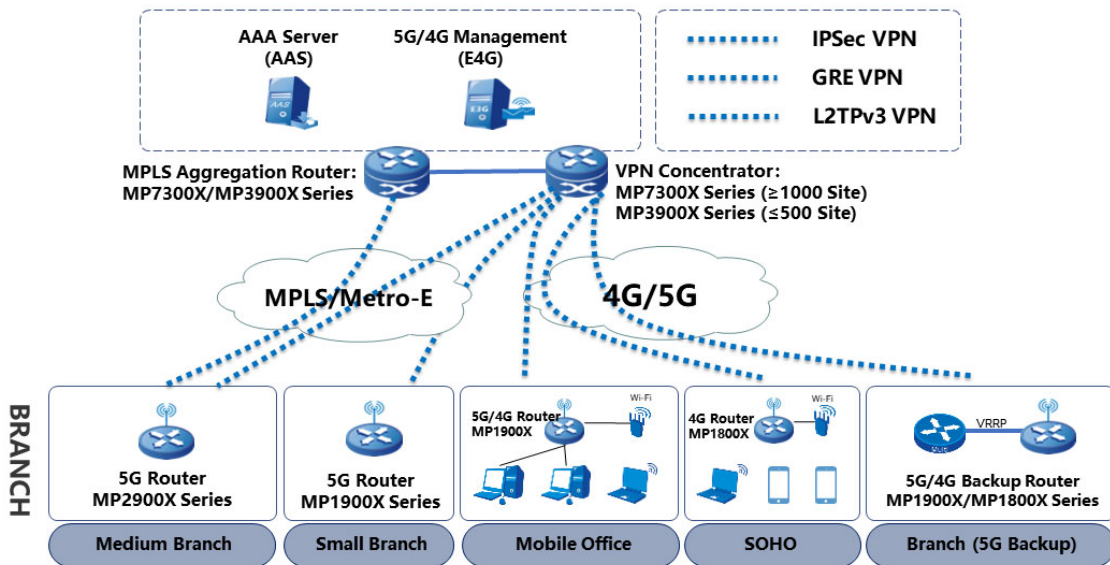 AAA Server
(AAS)
5G/4G Management
(E4G)
AAS
E3G
IPSec VPN
GRE VPN
L2TPv3 VPN
MPLS Aggregation Router:
MP7300X/MP3900X Series
VPN Concentrator:
MP7300X Series (≥1000 Site)
MP3900X Series (≤500 Site)
MPLS/Metro-E
4G/5G
BRANCH
5G Router
MP2900X Series
5G Router
MP1900X Series
5G/4G Router
MP1900X
Wi-Fi
4G Router
MP1800X
Wi-Fi
VRRP
5G/4G Backup Router
MP1900X/MP1800X Series
Medium Branch
Small Branch
Mobile Office
SOHO
Branch (5G Backup)